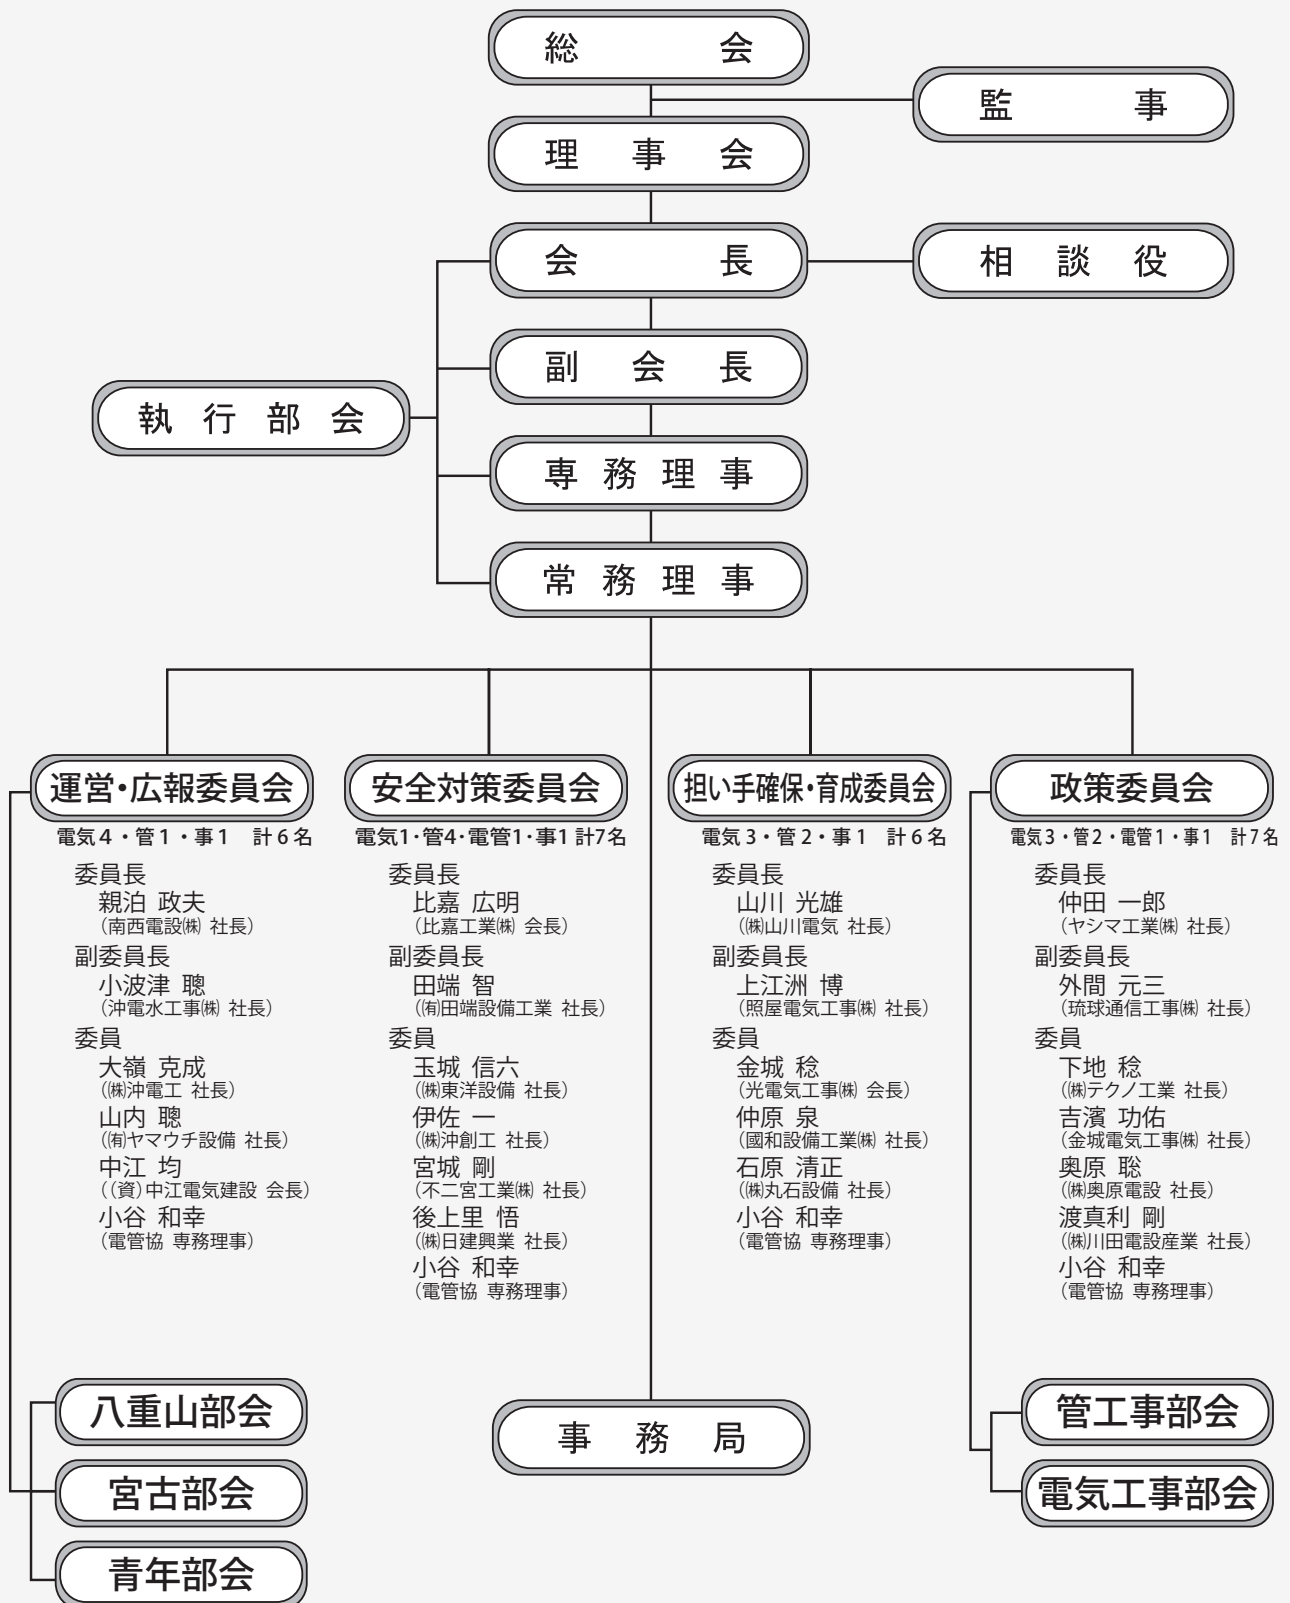 総会
監事
理事会
会長
相談役
副会長
執行部会
専務理事
常務理事
運営・広報委員会
電気４・管１・事１　計６名
委員長
親泊 政夫
（南西電設㈱ 社長）
副委員長
小波津 聰
（沖電水工事㈱ 社長）
委員
大嶺 克成
（㈱沖電工 社長）
山内 聰
（㈲ヤマウチ設備 社長）
中江 均
（（資）中江電気建設 会長）
小谷 和幸
（電管協 専務理事）
安全対策委員会
電気1・管4・電管1・事1 計7名
委員長
比嘉 広明
（比嘉工業㈱ 会長）
副委員長
田端 智
（㈲田端設備工業 社長）
委員
玉城 信六
（㈱東洋設備 社長）
伊佐 一
（㈱沖創工 社長）
宮城 剛
（不二宮工業㈱ 社長）
後上里 悟
（㈱日建興業 社長）
小谷 和幸
（電管協 専務理事）
担い手確保・育成委員会
電気３・管２・事１　計６名
委員長
山川 光雄
（㈱山川電気 社長）
副委員長
上江洲 博
（照屋電気工事㈱ 社長）
委員
金城 稔
（光電気工事㈱ 会長）
仲原 泉
（國和設備工業㈱ 社長）
石原 清正
（㈱丸石設備 社長）
小谷 和幸
（電管協 専務理事）
政策委員会
電気３・管２・電管１・事１　計７名
委員長
仲田 一郎
（ヤシマ工業㈱ 社長）
副委員長
外間 元三
（琉球通信工事㈱ 社長）
委員
下地 稔
（㈱テクノ工業 社長）
吉濱 功佑
（金城電気工事㈱ 社長）
奥原 聡
（㈱奥原電設 社長）
渡真利 剛
（㈱川田電設産業 社長）
小谷 和幸
（電管協 専務理事）
八重山部会
宮古部会
青年部会
事務局
管工事部会
電気工事部会